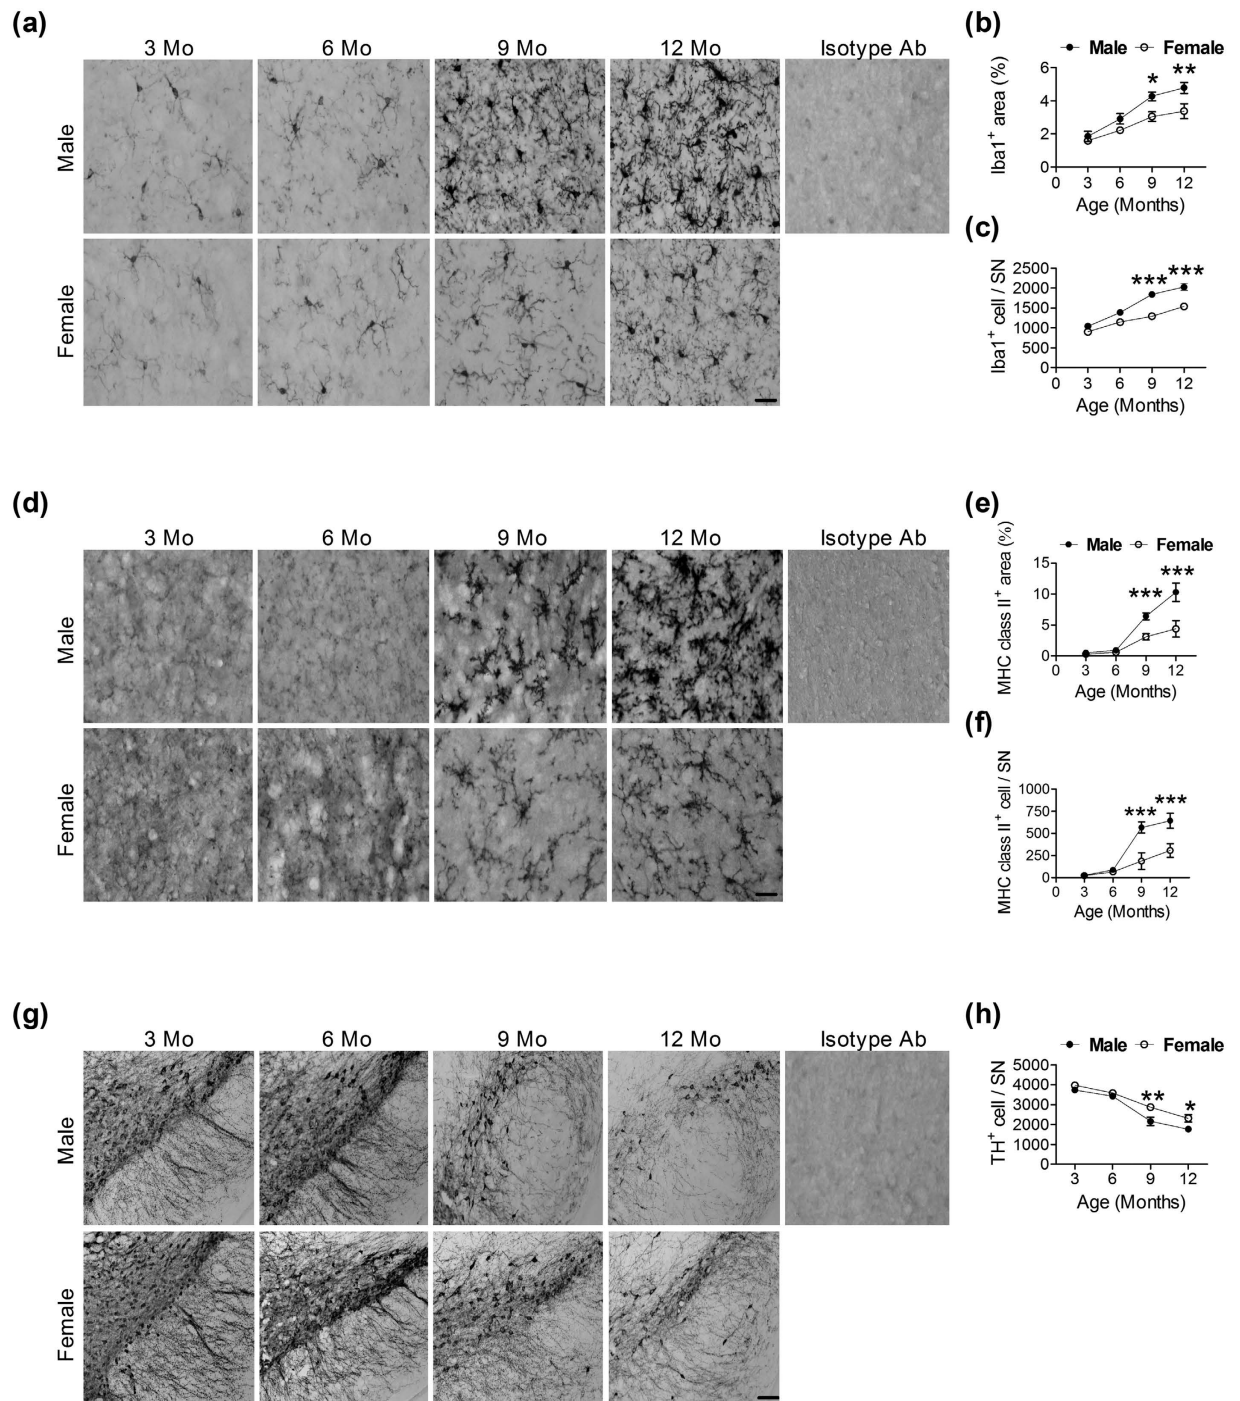 (a)
3 Mo 6 Mo 9 Mo 12 Mo Isotype Ab
Male
Female
(b)
Male Female
Iba1+ area (%)
6
4
2
0
* **
0 3 6 9 12
Age (Months)
(c)
Iba1+ cell / SN
2500
2000
1500
1000
500
0
*** ***
0 3 6 9 12
Age (Months)
(d)
3 Mo 6 Mo 9 Mo 12 Mo Isotype Ab
Male
Female
(e)
Male Female
MHC class II+ area (%)
15
10
5
0
*** ***
0 3 6 9 12
Age (Months)
(f)
MHC class II+ cell / SN
1000
750
500
250
0
*** ***
0 3 6 9 12
Age (Months)
(g)
3 Mo 6 Mo 9 Mo 12 Mo Isotype Ab
Male
Female
(h)
Male Female
TH+ cell / SN
5000
4000
3000
2000
1000
0
** *
3 6 9 12
Age (Months)